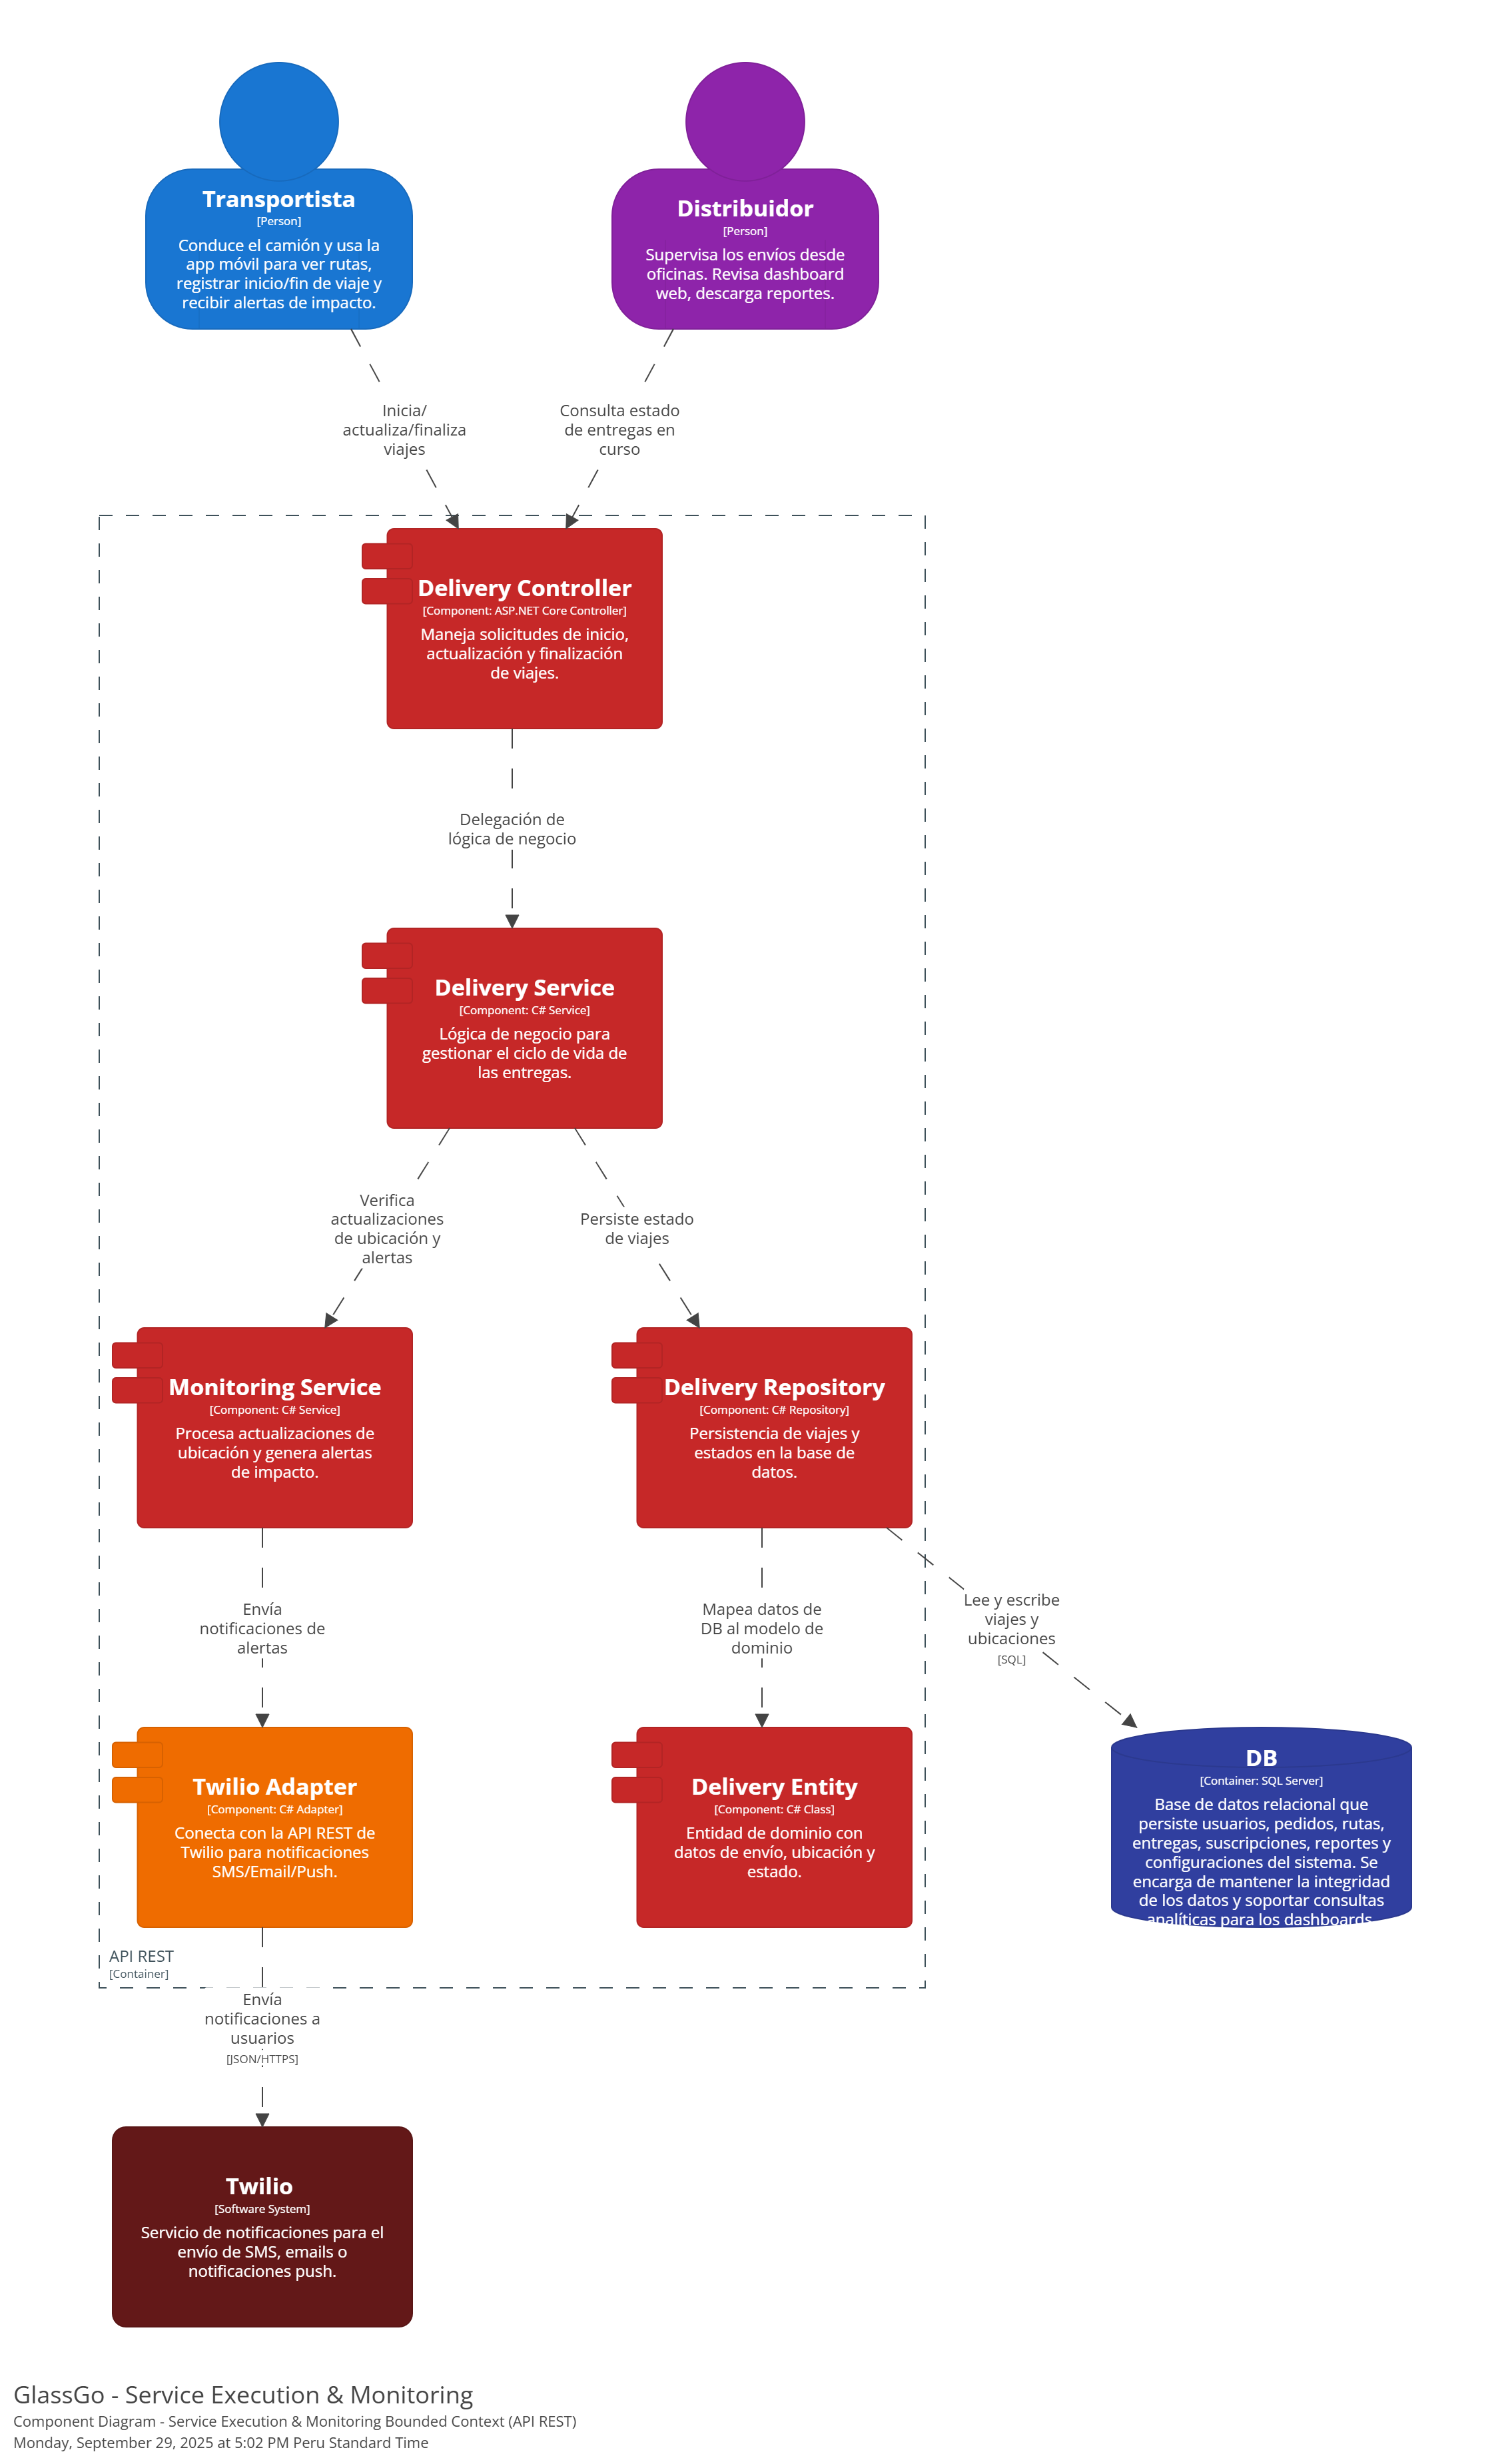 Transportista
[Person]
Conduce el camión y usa la
app móvil para ver rutas,
registrar inicio/fin de viaje y
recibir alertas de impacto.
Distribuidor
[Person]
Supervisa los envíos desde
oficinas. Revisa dashboard
web, descarga reportes.
Inicia/
actualiza/finaliza
viajes
Consulta estado
de entregas en
curso
Delivery Controller
[Component: ASP.NET Core Controller]
Maneja solicitudes de inicio,
actualización y finalización
de viajes.
Delegación de
lógica de negocio
Delivery Service
[Component: C# Service]
Lógica de negocio para
gestionar el ciclo de vida de
las entregas.
Verifica
actualizaciones
de ubicación y
alertas
Persiste estado
de viajes
Monitoring Service
[Component: C# Service]
Procesa actualizaciones de
ubicación y genera alertas
de impacto.
Delivery Repository
[Component: C# Repository]
Persistencia de viajes y
estados en la base de
datos.
Envía
notificaciones de
alertas
Mapea datos de
DB al modelo de
dominio
Lee y escribe
viajes y
ubicaciones
[SQL]
Twilio Adapter
[Component: C# Adapter]
Conecta con la API REST de
Twilio para notificaciones
SMS/Email/Push.
Delivery Entity
[Component: C# Class]
Entidad de dominio con
datos de envío, ubicación y
estado.
DB
[Container: SQL Server]
Base de datos relacional que
persiste usuarios, pedidos, rutas,
entregas, suscripciones, reportes y
configuraciones del sistema. Se
encarga de mantener la integridad
de los datos y soportar consultas
analíticas para los dashboards
API REST
[Container]
Envía
notificaciones a
usuarios
[JSON/HTTPS]
Twilio
[Software System]
Servicio de notificaciones para el
envío de SMS, emails o
notificaciones push.
GlassGo - Service Execution & Monitoring
Component Diagram - Service Execution & Monitoring Bounded Context (API REST)
Monday, September 29, 2025 at 5:02 PM Peru Standard Time